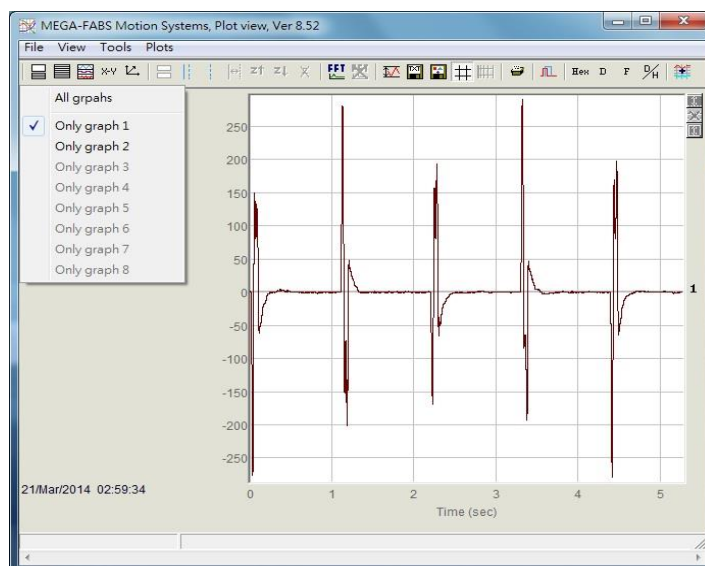 MEGA-FABS Motion Systems, Plot view, Ver 8.52
File View Tools Plots
X-Y Z↑ Z↓ X FFT Hex D F D/H
All grpahs
✓ Only graph 1
Only graph 2
Only graph 3
Only graph 4
Only graph 5
Only graph 6
Only graph 7
Only graph 8
250
200
150
100
50
0
-50
-100
-150
-200
-250
1
0 1 2 3 4 5
Time (sec)
21/Mar/2014 02:59:34